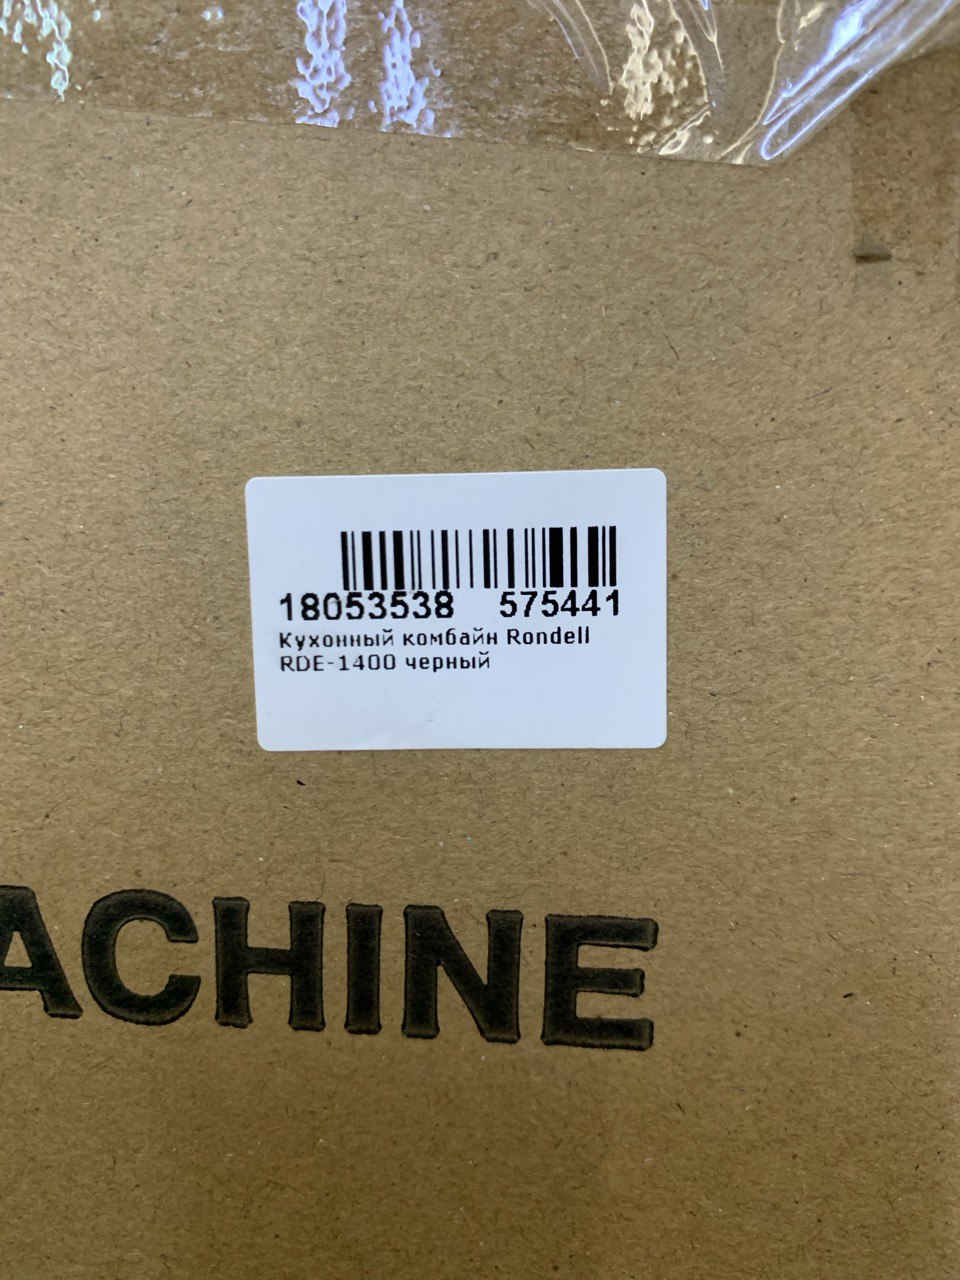 18053538 575441
Кухонный комбайн Rondell
RDE-1400 черный
ACHINE